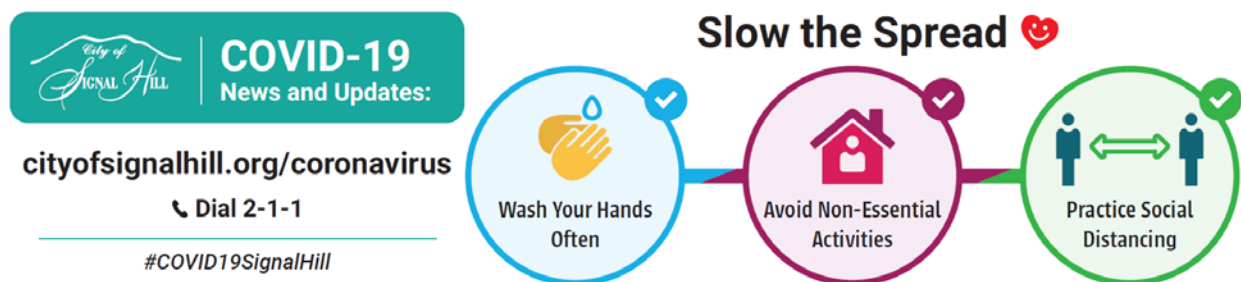 City of
Signal Hill
COVID-19
News and Updates:
cityofsignalhill.org/coronavirus
Dial 2-1-1
#COVID19SignalHill
Slow the Spread
Wash Your Hands
Often
Avoid Non-Essential
Activities
Practice Social
Distancing